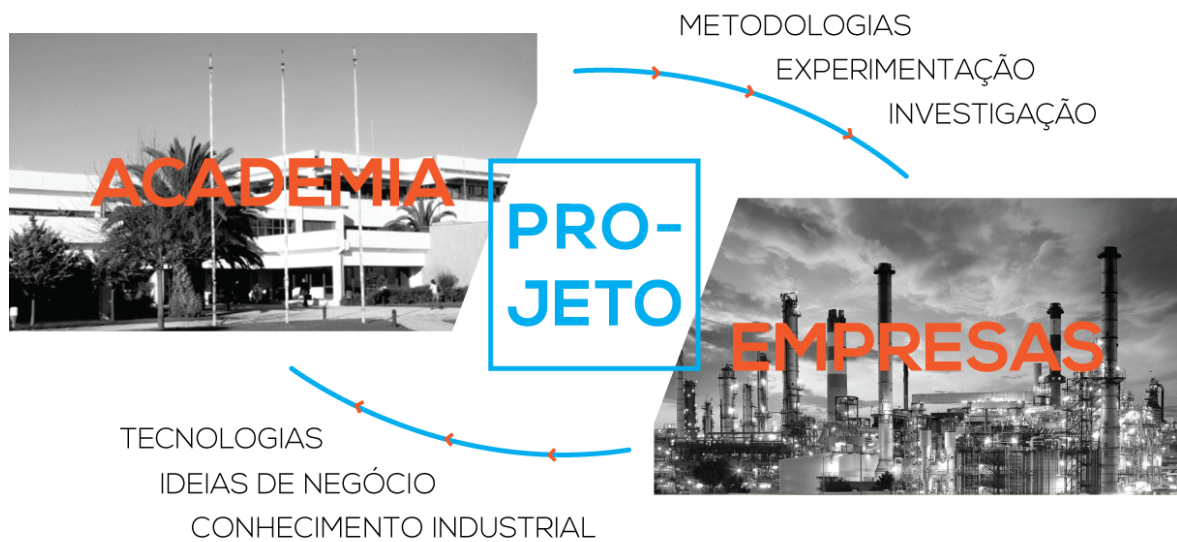 METODOLOGIAS
EXPERIMENTAÇÃO
INVESTIGAÇÃO
ACADEMIA
PRO-
JETO
EMPRESAS
TECNOLOGIAS
IDEIAS DE NEGÓCIO
CONHECIMENTO INDUSTRIAL